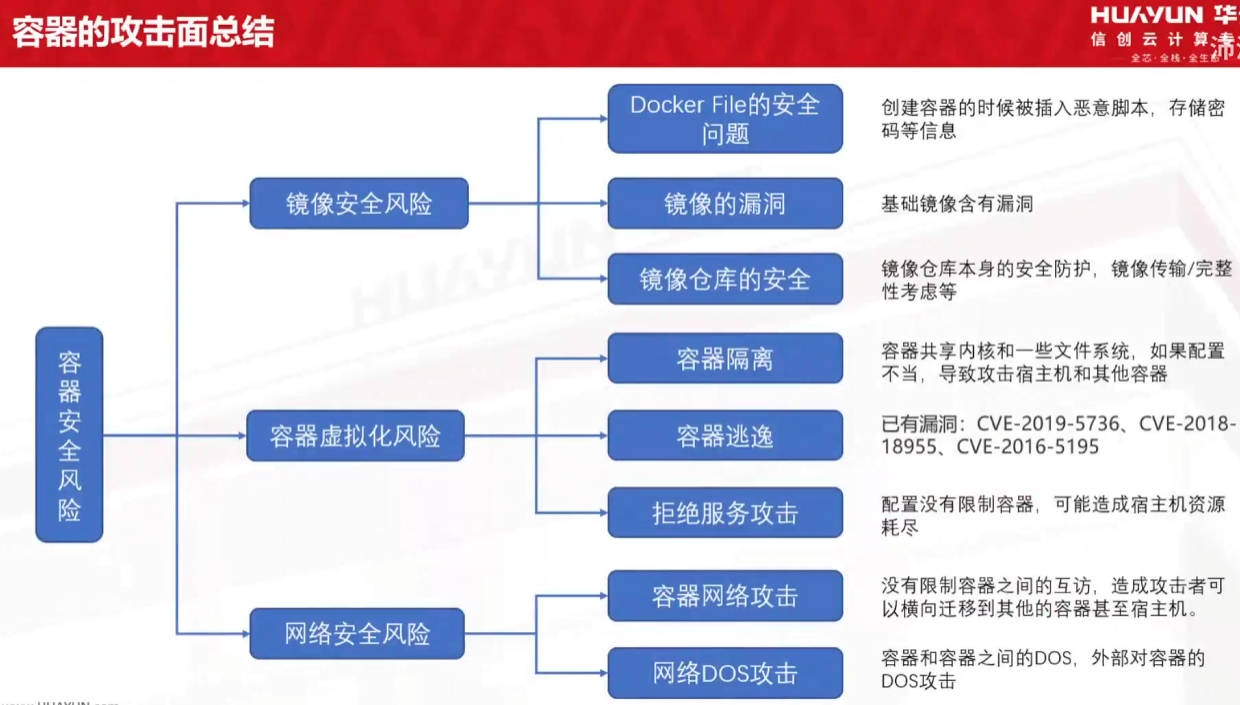 容器的攻击面总结
HUAYUN 华
信创云计算专
全芯·全栈·全生态
Docker File的安全
问题
创建容器的时候被插入恶意脚本，存储密
码等信息
镜像安全风险
镜像的漏洞
基础镜像含有漏洞
镜像仓库的安全
镜像仓库本身的安全防护，镜像传输/完整
性考虑等
容器安全风险
容器虚拟化风险
容器隔离
容器共享内核和一些文件系统，如果配置
不当，导致攻击宿主机和其他容器
容器逃逸
已有漏洞：CVE-2019-5736、CVE-2018-
18955、CVE-2016-5195
拒绝服务攻击
配置没有限制容器，可能造成宿主机资源
耗尽
网络安全风险
容器网络攻击
没有限制容器之间的互访，造成攻击者可
以横向迁移到其他的容器甚至宿主机。
网络DOS攻击
容器和容器之间的DOS，外部对容器的
DOS攻击
HUAYUN